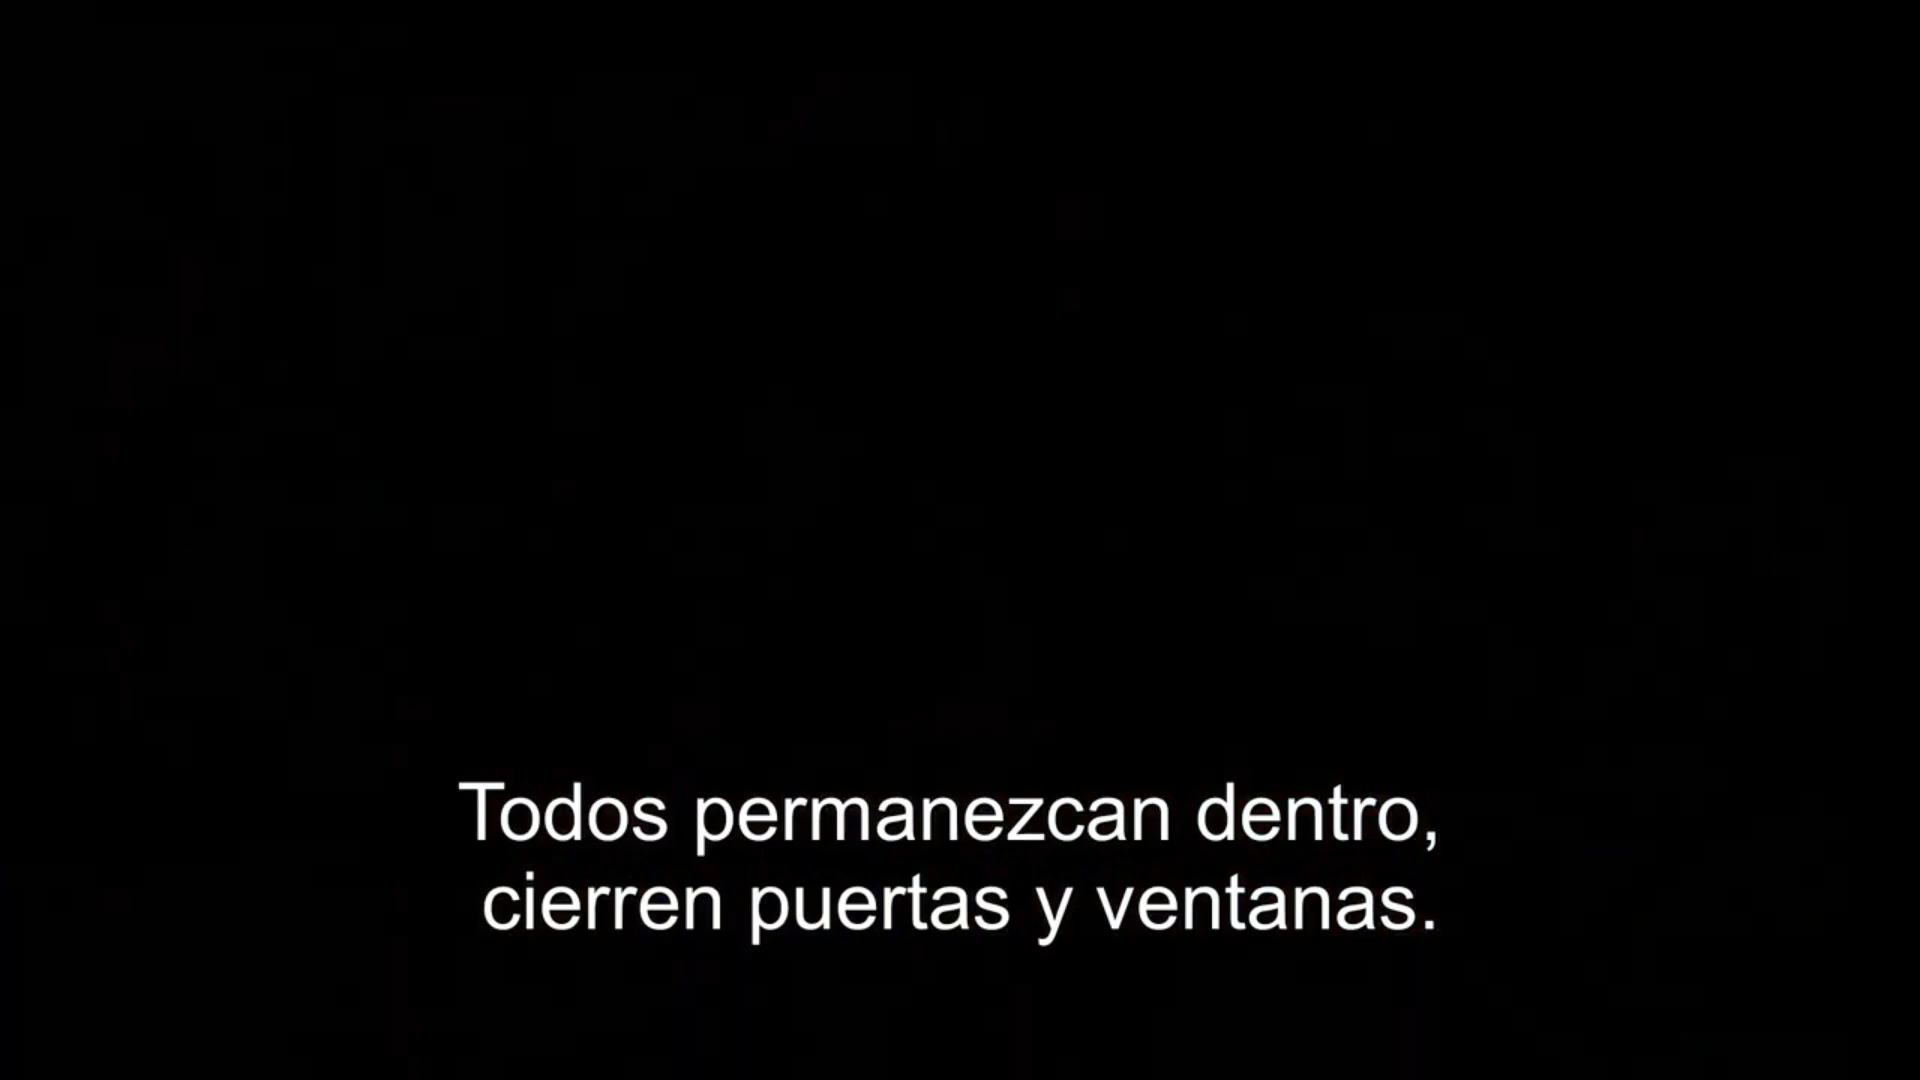 Todos permanezcan dentro,
cierren puertas y ventanas.